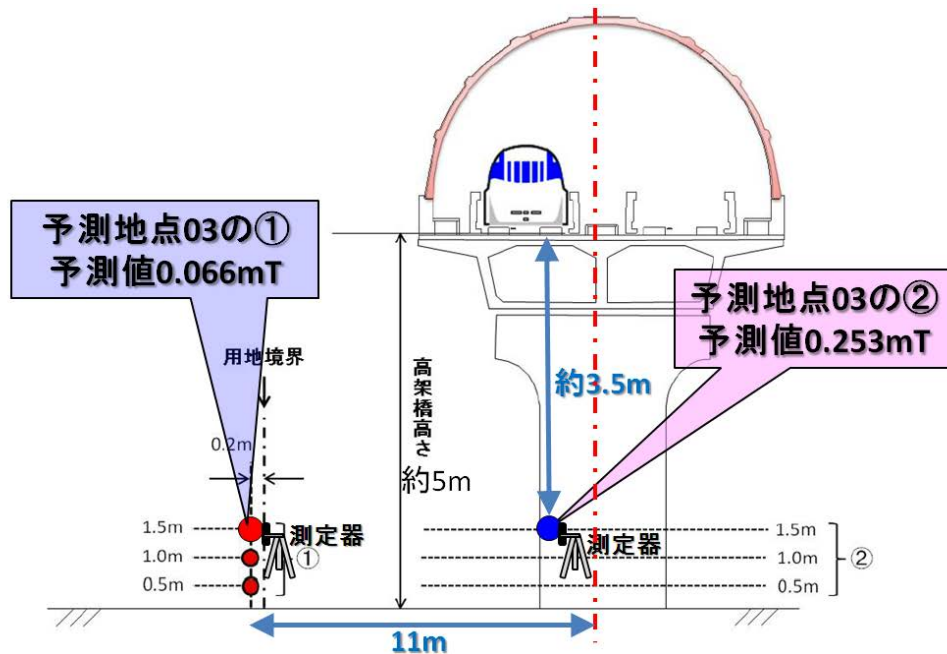 予測地点03の①
予測値0.066mT
予測地点03の②
予測値0.253mT
用地境界
高架橋高さ
約3.5m
0.2m
約5m
1.5m
1.0m
0.5m
測定器
①
測定器
1.5m
1.0m
0.5m
②
11m